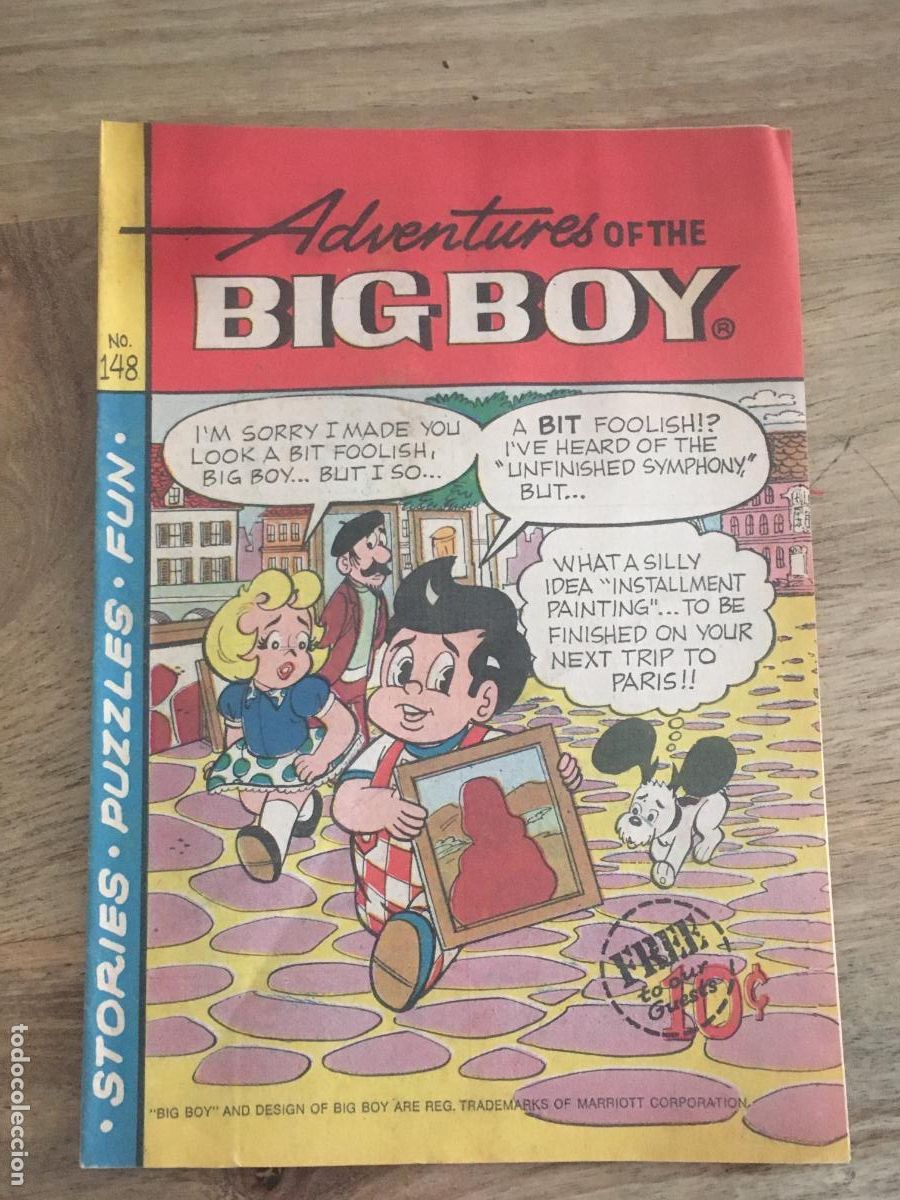 Adventures OF THE
BIG BOY®
No.
148
• STORIES • PUZZLES • FUN •
I'M SORRY I MADE YOU
LOOK A BIT FOOLISH,
BIG BOY... BUT I SO...
A BIT FOOLISH!?
I'VE HEARD OF THE
"UNFINISHED SYMPHONY,"
BUT...
WHAT A SILLY
IDEA "INSTALLMENT
PAINTING"... TO BE
FINISHED ON YOUR
NEXT TRIP TO
PARIS!!
FREE
to our
Guests
10¢
"BIG BOY" AND DESIGN OF BIG BOY ARE REG. TRADEMARKS OF MARRIOTT CORPORATION.
todocoleccion